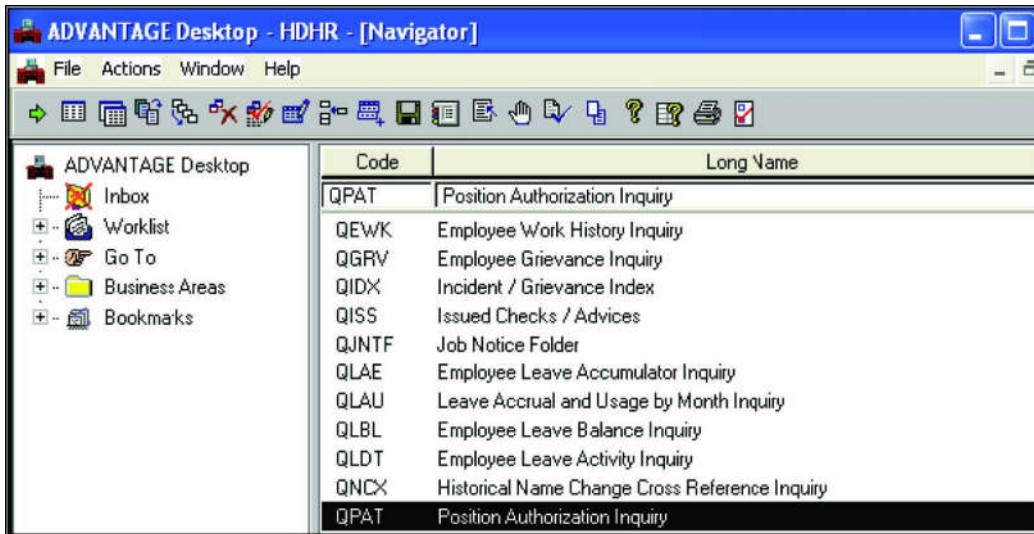 ADVANTAGE Desktop - HDHR - [Navigator]
File Actions Window Help
ADVANTAGE Desktop
Inbox
Worklist
Go To
Business Areas
Bookmarks
Code Long Name
QPAT Position Authorization Inquiry
QEWK Employee Work History Inquiry
QGRV Employee Grievance Inquiry
QIDX Incident / Grievance Index
QISS Issued Checks / Advices
QJNTF Job Notice Folder
QLAE Employee Leave Accumulator Inquiry
QLAU Leave Accrual and Usage by Month Inquiry
QLBL Employee Leave Balance Inquiry
QLDT Employee Leave Activity Inquiry
QNCX Historical Name Change Cross Reference Inquiry
QPAT Position Authorization Inquiry